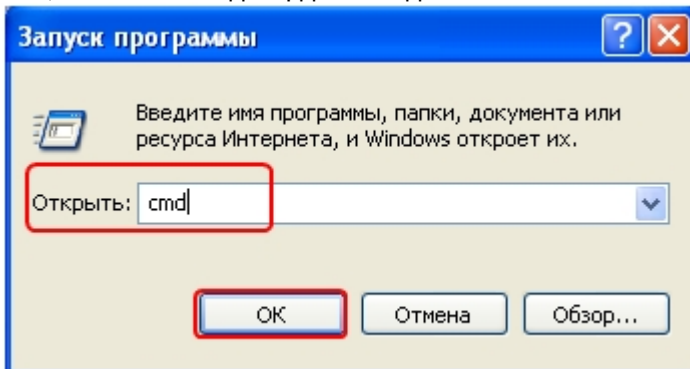 Запуск программы
Введите имя программы, папки, документа или
ресурса Интернета, и Windows откроет их.
Открыть: cmd
ОК
Отмена
Обзор...